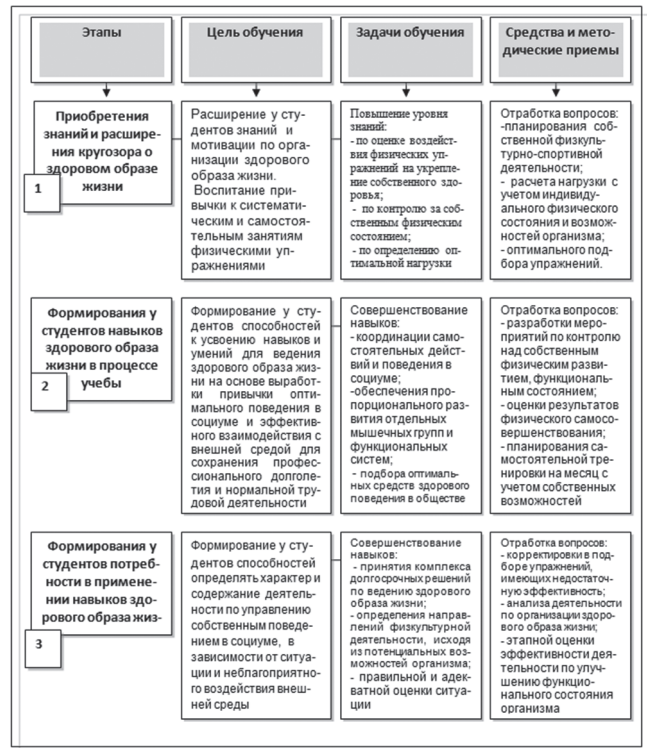 Этапы
Цель обучения
Задачи обучения
Средства и мето-
дические приемы
Приобретения
знаний и расшире-
ния кругозора о
здоровом образе
жизни
1
Расширение у сту-
дентов знаний и
мотивации по орга-
низации здорового
образа жизни.
Воспитание при-
вычки к системати-
ческим и самостоя-
тельным занятиям
физическими уп-
ражнениями
Повышение уровня
знаний:
- по оценке воздейст-
вия физических уп-
ражнений на укрепле-
ние собственного здо-
ровья;
- по контролю за соб-
ственным физическим
состоянием;
- по определению оп-
тимальной нагрузки
Отработка вопросов:
-планирования соб-
ственной физкуль-
турно-спортивной
деятельности;
- расчета нагрузки с
учетом индивиду-
ального физического
состояния и возмож-
ностей организма;
- оптимального под-
бора упражнений.
Формирования у
студентов навыков
здорового образа
жизни в процессе
учебы
2
Формирование у сту-
дентов способностей
к усвоению навыков и
умений для ведения
здорового образа жиз-
ни на основе выработ-
ки привычки опти-
мального поведения в
социуме и эффектив-
ного взаимодействия с
внешней средой для
сохранения профес-
сионального долголе-
тия и нормальной тру-
довой деятельности
Совершенствование
навыков:
- координации само-
стоятельных дейст-
вий и поведения в
социуме;
-обеспечения про-
порционального раз-
вития отдельных
мышечных групп и
функциональных
систем;
- подбора оптималь-
ных средств здорового
поведения в обществе
Отработка вопросов:
- разработки меро-
приятий по контролю
над собственным
физическим разви-
тием, функциональ-
ным состоянием;
- оценки результатов
физического самосо-
вершенствования;
- планирования са-
мостоятельной тре-
нировки на месяц с
учетом собственных
возможностей
Формирования у
студентов потреб-
ности в примене-
нии навыков здо-
рового образа жиз-
3
Формирование у сту-
дентов способностей
определять характер и
содержание деятель-
ности по управлению
собственным поведе-
нием в социуме, в
зависимости от ситуа-
ции и неблагоприятно-
го воздействия внеш-
ней среды
Совершенствование
навыков:
- принятия комплекса
долгосрочных решений
по ведению здорового
образа жизни;
- определения направ-
лений физкультурной
деятельности, исходя
из потенциальных воз-
можностей организма;
- правильной и адек-
ватной оценки ситуа-
ции
Отработка вопросов:
- корректировки в под-
боре упражнений,
имеющих недостаточ-
ную эффективность;
- анализа деятельности
по организации здоро-
вого образа жизни;
- этапной оценки
эффективности дея-
тельности по улуч-
шению функцио-
нального состояния
организма